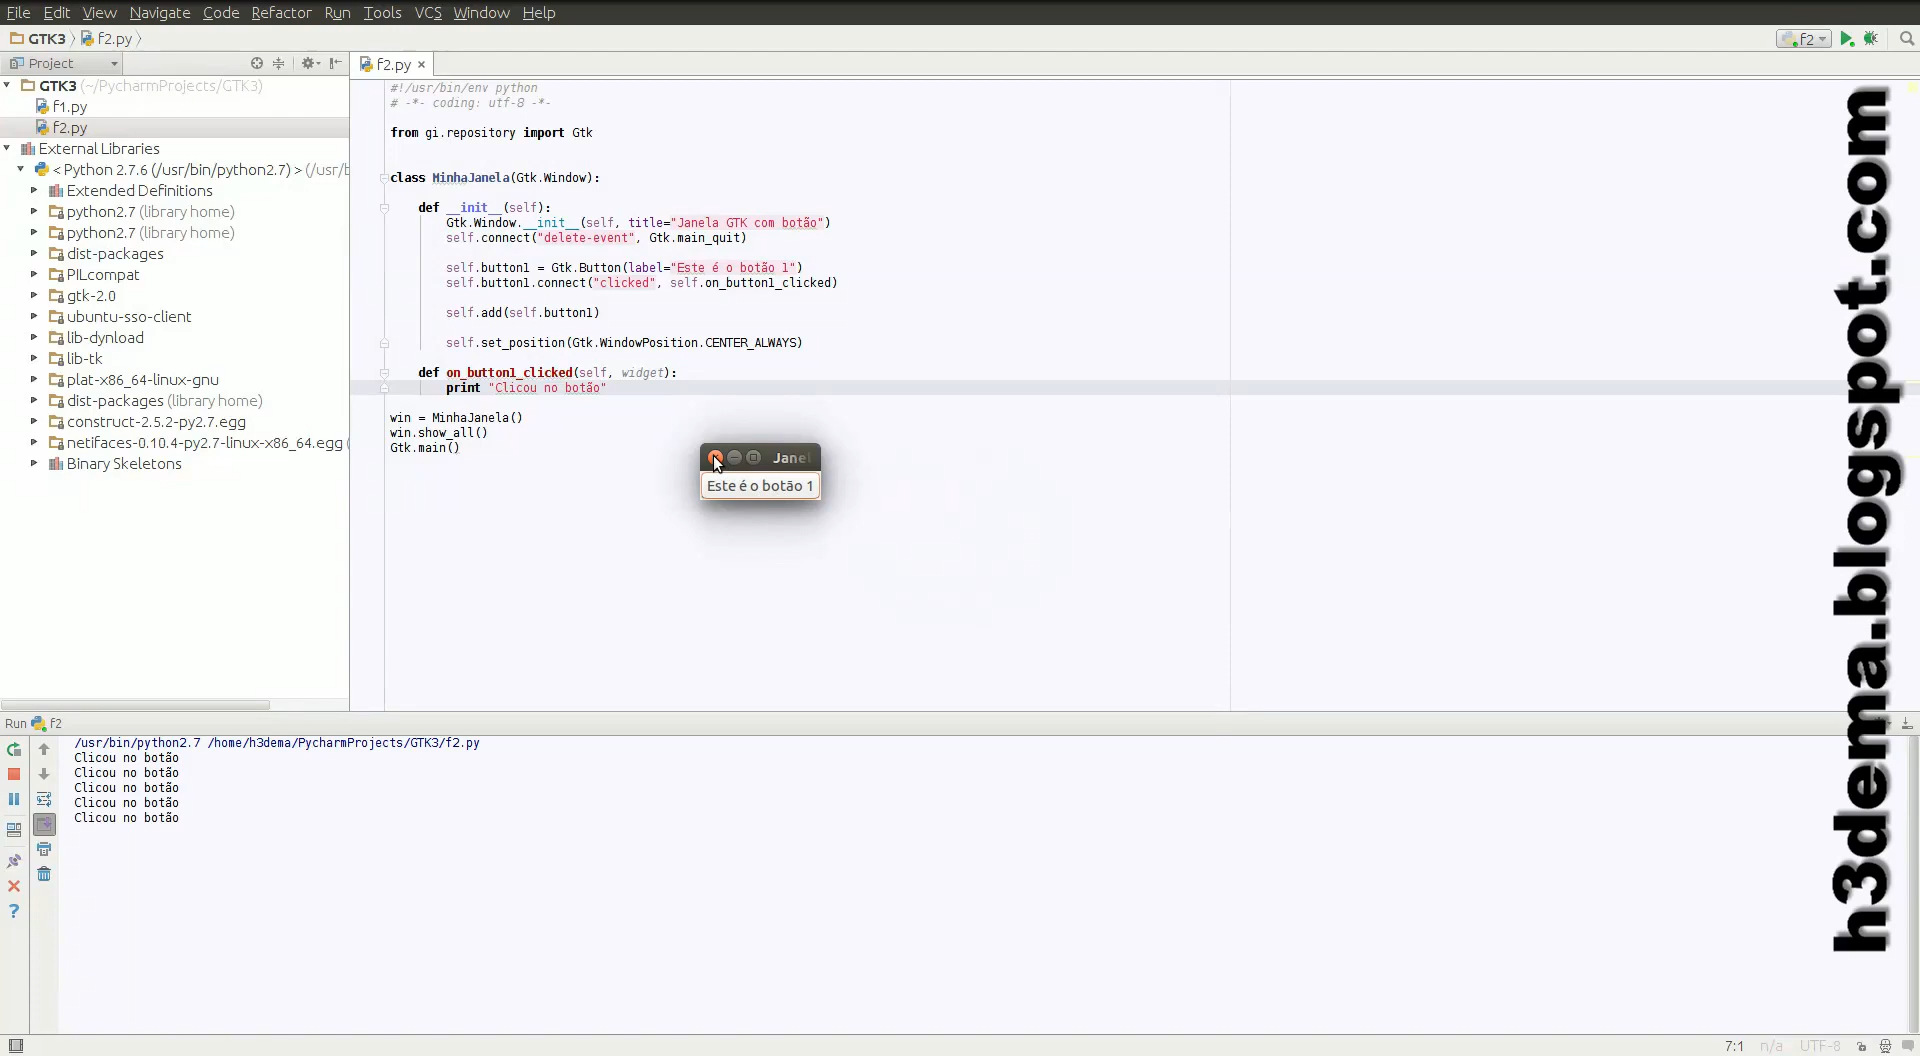 File Edit View Navigate Code Refactor Run Tools VCS Window Help
GTK3 f2.py
f2
Project
f2.py
GTK3 (~/PycharmProjects/GTK3)
f1.py
f2.py
External Libraries
< Python 2.7.6 (/usr/bin/python2.7) > (/usr/b
Extended Definitions
python2.7 (library home)
python2.7 (library home)
dist-packages
PILcompat
gtk-2.0
ubuntu-sso-client
lib-dynload
lib-tk
plat-x86_64-linux-gnu
dist-packages (library home)
construct-2.5.2-py2.7.egg
netifaces-0.10.4-py2.7-linux-x86_64.egg (
Binary Skeletons
#!/usr/bin/env python
# -*- coding: utf-8 -*-
from gi.repository import Gtk
class MinhaJanela(Gtk.Window):
def __init__(self):
Gtk.Window.__init__(self, title="Janela GTK com botão")
self.connect("delete-event", Gtk.main_quit)
self.button1 = Gtk.Button(label="Este é o botão 1")
self.button1.connect("clicked", self.on_button1_clicked)
self.add(self.button1)
self.set_position(Gtk.WindowPosition.CENTER_ALWAYS)
def on_button1_clicked(self, widget):
print "Clicou no botão"
win = MinhaJanela()
win.show_all()
Gtk.main()
Janel
Este é o botão 1
h3dema.blogspot.com
Run f2
/usr/bin/python2.7 /home/h3dema/PycharmProjects/GTK3/f2.py
Clicou no botão
Clicou no botão
Clicou no botão
Clicou no botão
Clicou no botão
7:1 n/a UTF-8